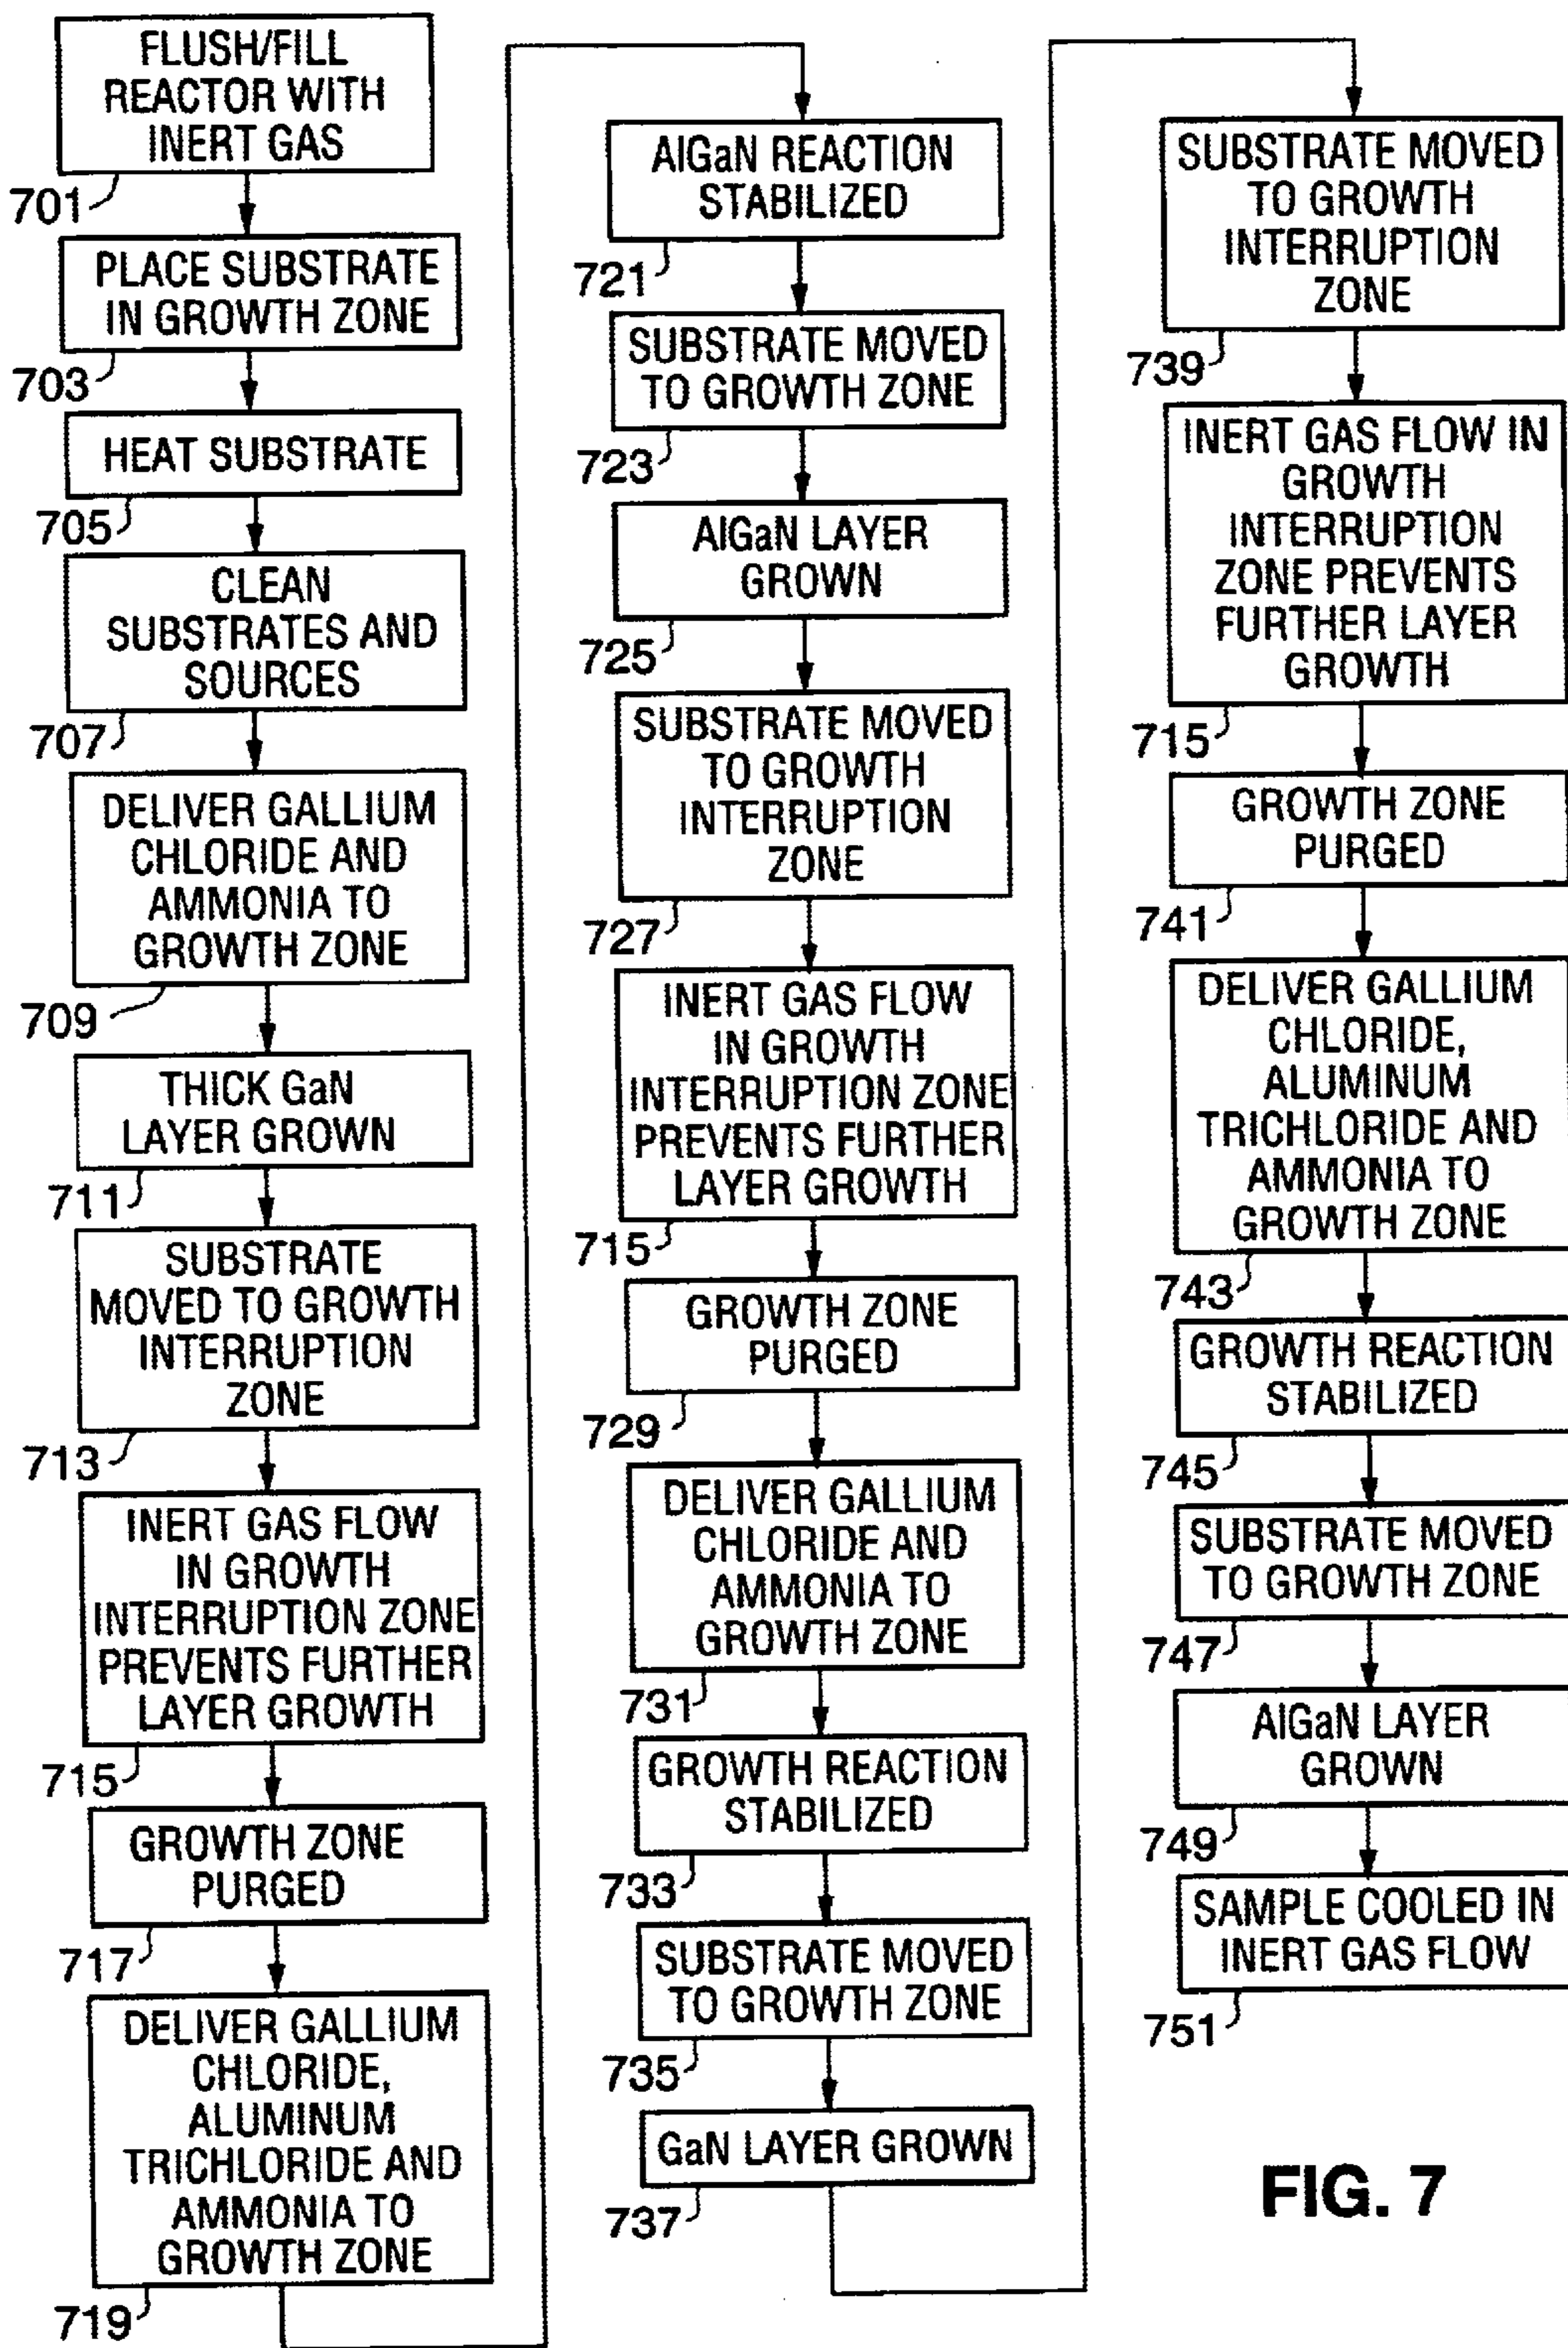 FLUSH/FILL
REACTOR WITH
INERT GAS
701
PLACE SUBSTRATE
IN GROWTH ZONE
703
HEAT SUBSTRATE
705
CLEAN
SUBSTRATES AND
SOURCES
707
DELIVER GALLIUM
CHLORIDE AND
AMMONIA TO
GROWTH ZONE
709
THICK GaN
LAYER GROWN
711
SUBSTRATE
MOVED TO GROWTH
INTERRUPTION
ZONE
713
INERT GAS FLOW
IN GROWTH
INTERRUPTION ZONE
PREVENTS FURTHER
LAYER GROWTH
715
GROWTH ZONE
PURGED
717
DELIVER GALLIUM
CHLORIDE,
ALUMINUM
TRICHLORIDE AND
AMMONIA TO
GROWTH ZONE
719
AlGaN REACTION
STABILIZED
721
SUBSTRATE MOVED
TO GROWTH ZONE
723
AlGaN LAYER
GROWN
725
SUBSTRATE MOVED
TO GROWTH
INTERRUPTION
ZONE
727
INERT GAS FLOW
IN GROWTH
INTERRUPTION ZONE
PREVENTS FURTHER
LAYER GROWTH
715
GROWTH ZONE
PURGED
729
DELIVER GALLIUM
CHLORIDE AND
AMMONIA TO
GROWTH ZONE
731
GROWTH REACTION
STABILIZED
733
SUBSTRATE MOVED
TO GROWTH ZONE
735
GaN LAYER GROWN
737
SUBSTRATE MOVED
TO GROWTH
INTERRUPTION
ZONE
739
INERT GAS FLOW IN
GROWTH
INTERRUPTION
ZONE PREVENTS
FURTHER LAYER
GROWTH
715
GROWTH ZONE
PURGED
741
DELIVER GALLIUM
CHLORIDE,
ALUMINUM
TRICHLORIDE AND
AMMONIA TO
GROWTH ZONE
743
GROWTH REACTION
STABILIZED
745
SUBSTRATE MOVED
TO GROWTH ZONE
747
AlGaN LAYER
GROWN
749
SAMPLE COOLED IN
INERT GAS FLOW
751
FIG. 7